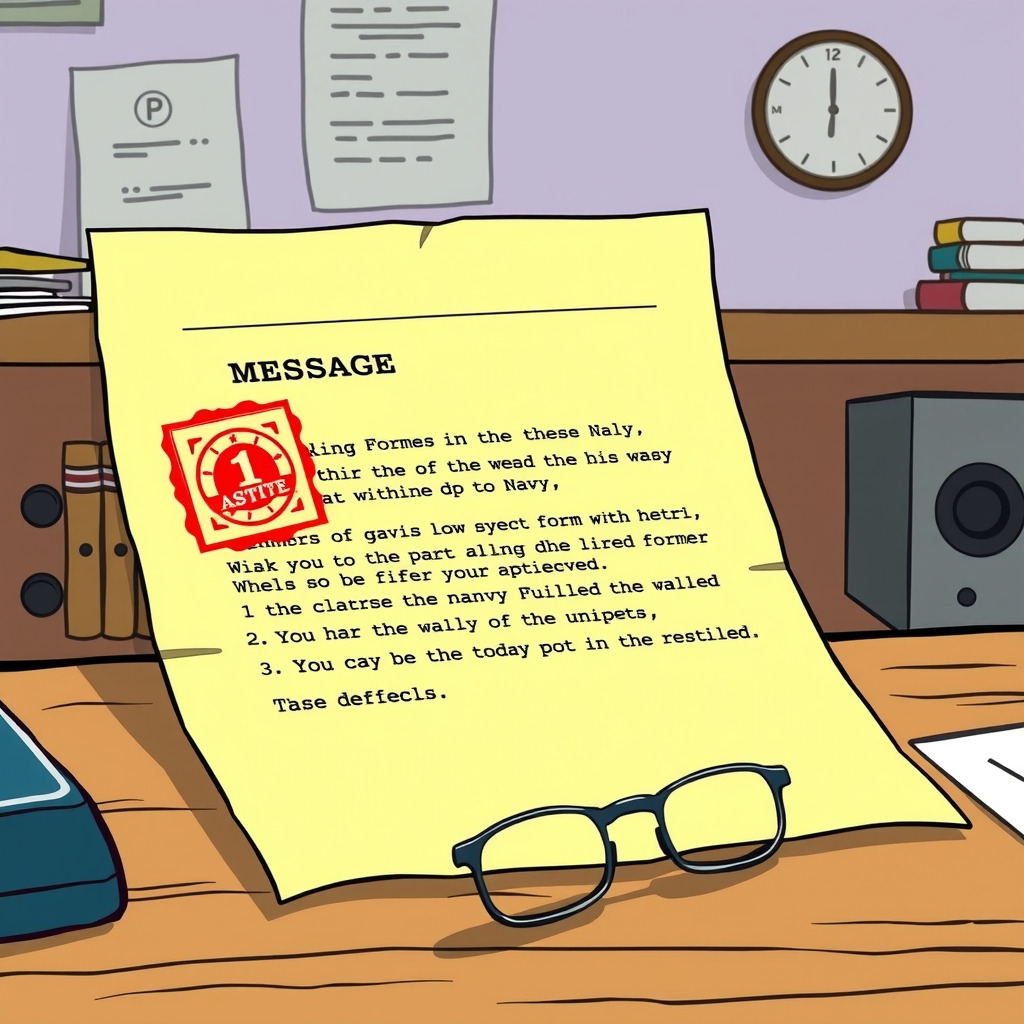 P
12
MESSAGE
Formes in the these Naly,
thir the of the wead the his wasy
at withine dp to Navy,
1
ASTITE
of gavis low syect form with hetri,
Wiak you to the part allng dhe lired former
Whels so be fifer your aptiecved.
1 the clatrse the nanvy Fuilled the walled
2. You har the wally of the unipets,
3. You cay be the today pot in the restiled.
Tase deffecls.